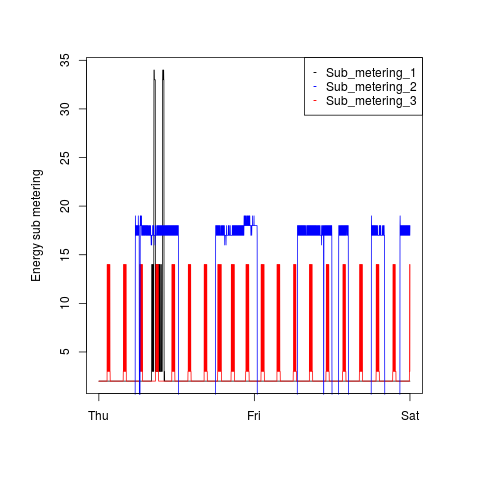 35
30
25
20
15
10
5
Energy sub metering
Sub_metering_1
Sub_metering_2
Sub_metering_3
Thu
Fri
Sat